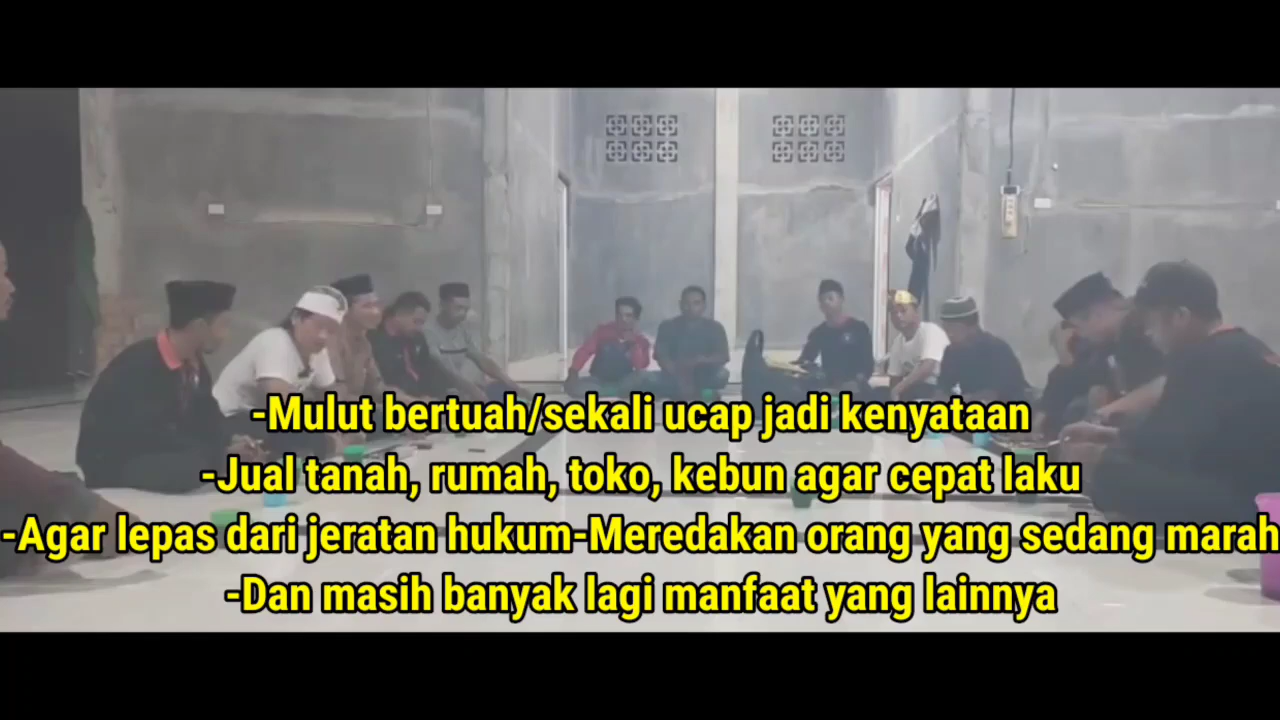 -Mulut bertuah/sekali ucap jadi kenyataan
-Jual tanah, rumah, toko, kebun agar cepat laku
-Agar lepas dari jeratan hukum-Meredakan orang yang sedang marah
-Dan masih banyak lagi manfaat yang lainnya